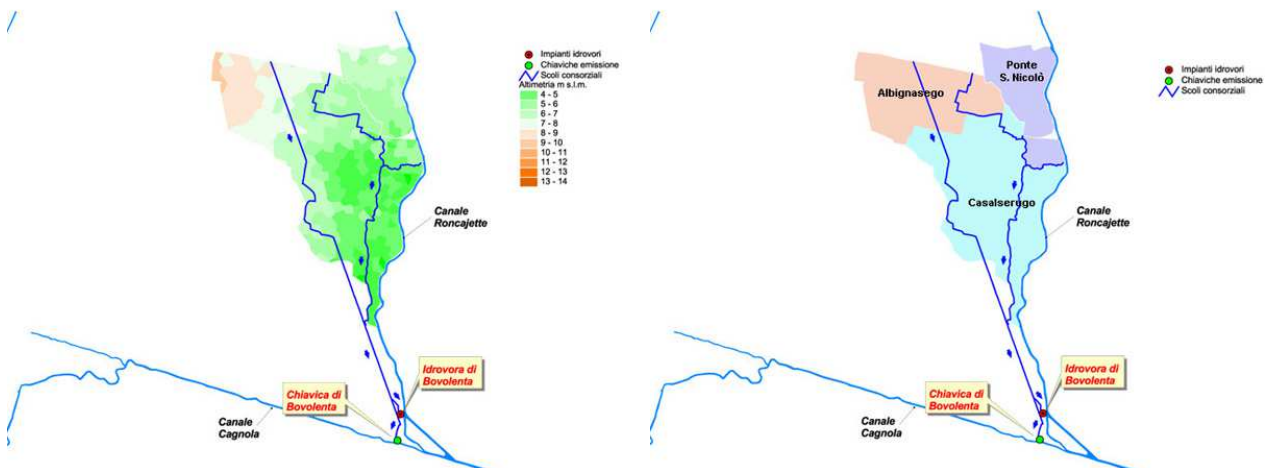 Impianti idrovori
Chiaviche emissione
Scoli consorziali
Altimetria m s.l.m.
4 - 5
5 - 6
6 - 7
7 - 8
8 - 9
9 - 10
10 - 11
11 - 12
12 - 13
13 - 14
Canale
Roncajette
Idrovora di
Bovolenta
Chiavica di
Bovolenta
Canale
Cagnola
Ponte
S. Nicolò
Albignasego
Casalserugo
Impianti idrovori
Chiaviche emissione
Scoli consorziali
Canale
Roncajette
Idrovora di
Bovolenta
Chiavica di
Bovolenta
Canale
Cagnola